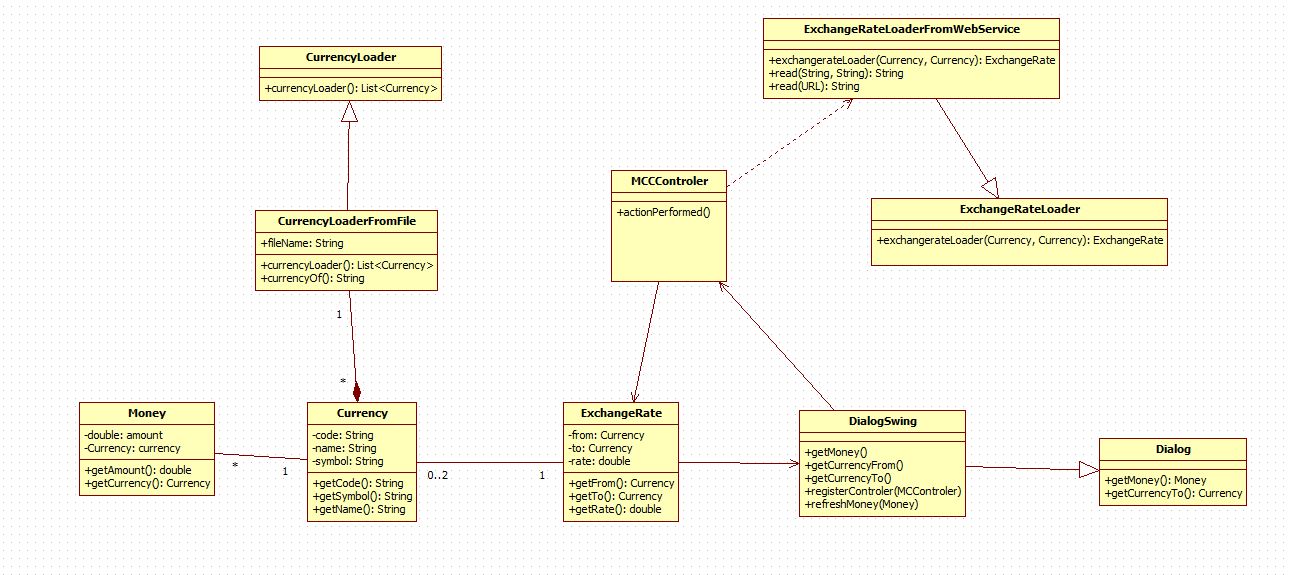 ExchangeRateLoaderFromWebService
+exchangerateLoader(Currency, Currency): ExchangeRate
+read(String, String): String
+read(URL): String
CurrencyLoader
+currencyLoader(): List<Currency>
MCCControler
+actionPerformed()
ExchangeRateLoader
+exchangerateLoader(Currency, Currency): ExchangeRate
CurrencyLoaderFromFile
+fileName: String
+currencyLoader(): List<Currency>
+currencyOf(): String
1
*
Money
-double: amount
-Currency: currency
+getAmount(): double
+getCurrency(): Currency
*
1
Currency
-code: String
-name: String
-symbol: String
+getCode(): String
+getSymbol(): String
+getName(): String
0..2
1
ExchangeRate
-from: Currency
-to: Currency
-rate: double
+getFrom(): Currency
+getTo(): Currency
+getRate(): double
DialogSwing
+getMoney()
+getCurrencyFrom()
+getCurrencyTo()
+registerControler(MCControler)
+refreshMoney(Money)
Dialog
+getMoney(): Money
+getCurrencyTo(): Currency